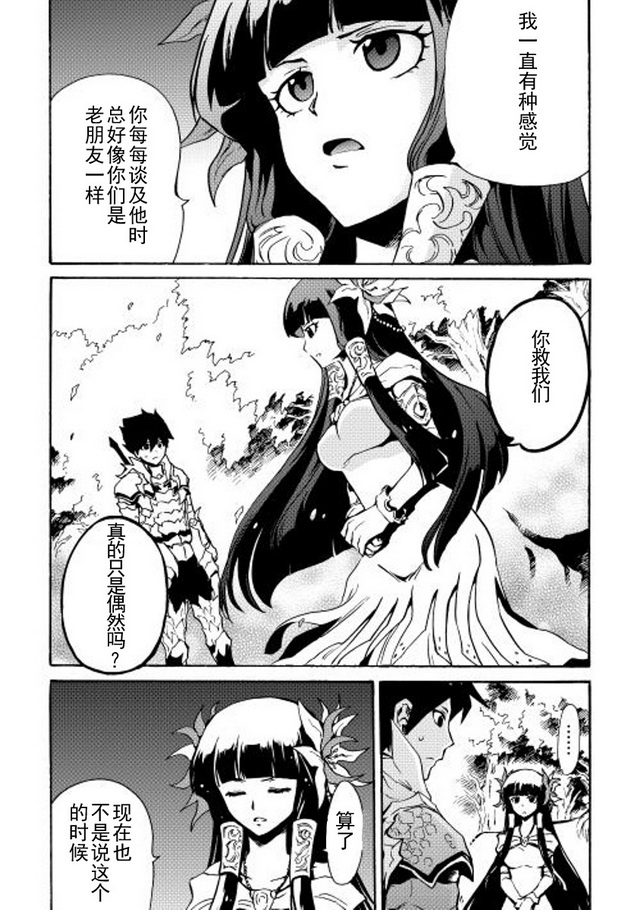 我一直有种感觉
你每每谈及他时
总好像你们是
老朋友一样
你救我们
真的只是偶然吗？
……
算了
现在也
不是说这个
的时候